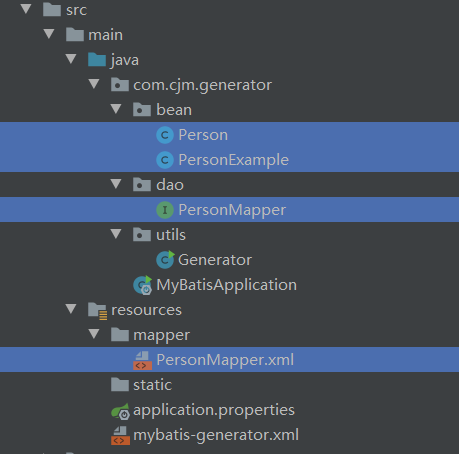 src
main
java
com.cjm.generator
bean
C Person
C PersonExample
dao
I PersonMapper
utils
C Generator
MyBatisApplication
resources
mapper
PersonMapper.xml
static
application.properties
mybatis-generator.xml